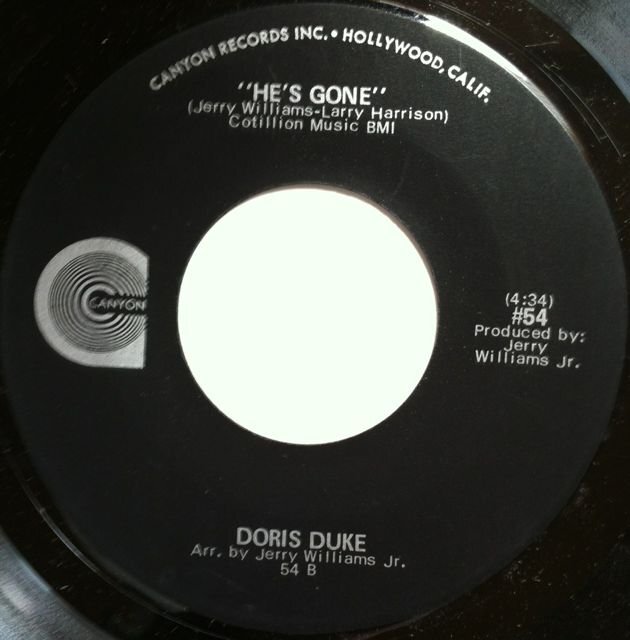 CANYON RECORDS INC. • HOLLYWOOD, CALIF.
"HE'S GONE"
(Jerry Williams-Larry Harrison)
Cotillion Music BMI
CANYON
(4:34)
#54
Produced by:
Jerry
Williams Jr.
DORIS DUKE
Arr. by Jerry Williams Jr.
54 B